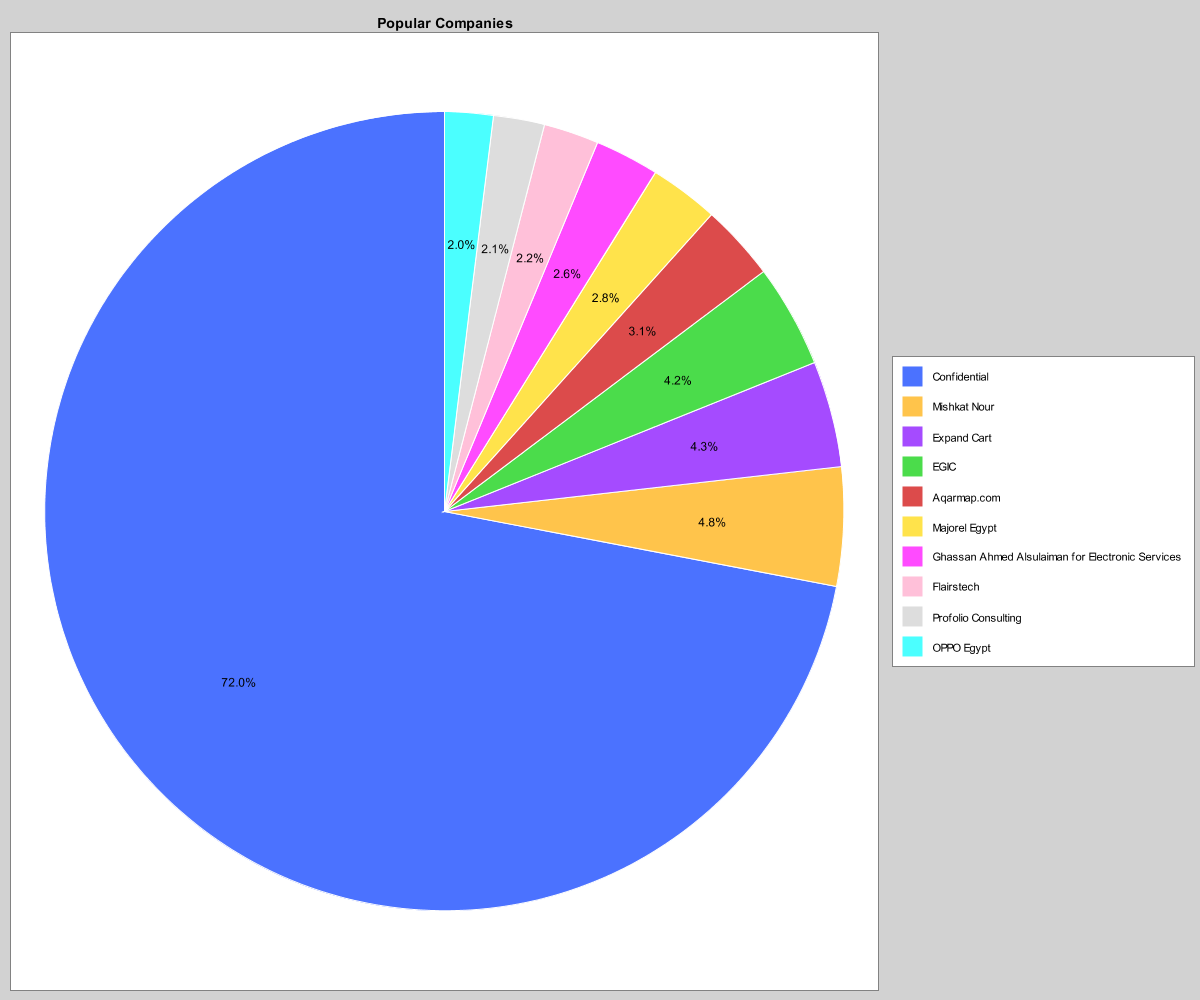 Popular Companies
2.0%
2.1%
2.2%
2.6%
2.8%
3.1%
4.2%
4.3%
4.8%
72.0%
Confidential
Mishkat Nour
Expand Cart
EGIC
Aqarmap.com
Majorel Egypt
Ghassan Ahmed Alsulaiman for Electronic Services
Flairstech
Profolio Consulting
OPPO Egypt